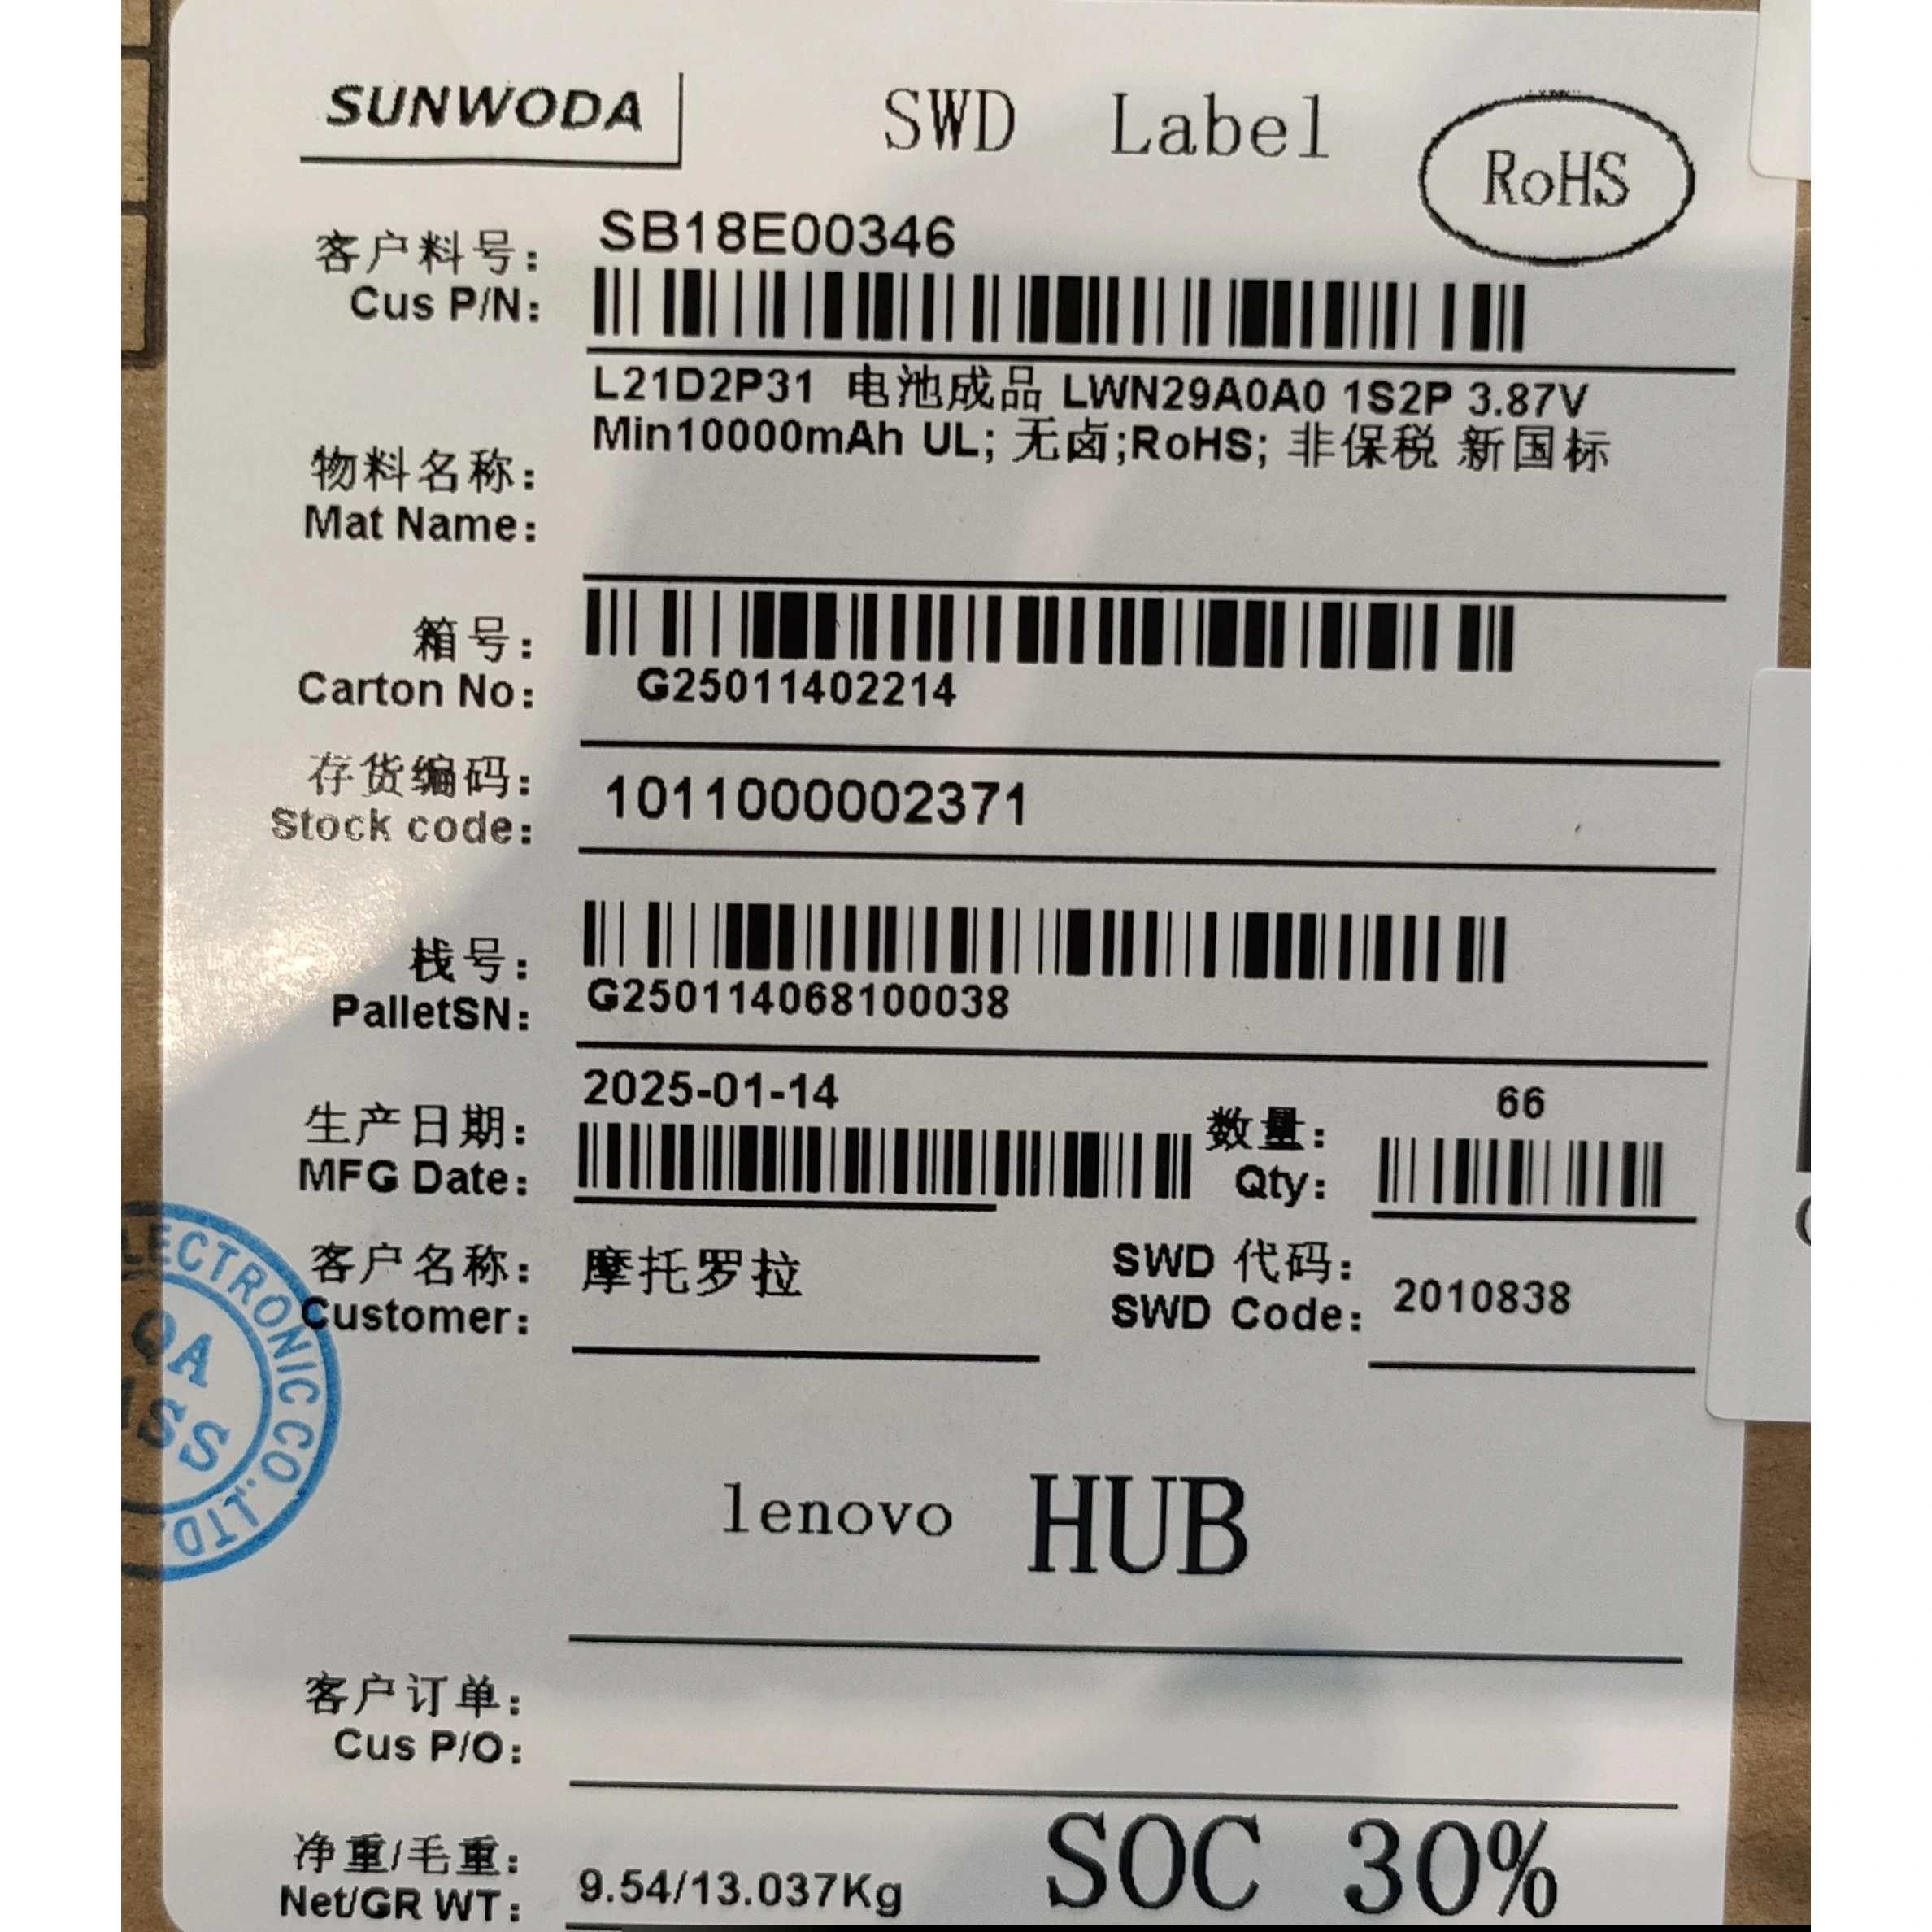 SUNWODA
SWD Label
RoHS
客户料号: SB18E00346
Cus P/N:
L21D2P31 电池成品 LWN29A0A0 1S2P 3.87V
Min10000mAh UL; 无卤;RoHS; 非保税 新国标
物料名称:
Mat Name:
箱号:
Carton No: G25011402214
存货编码: 1011000002371
Stock code:
栈号:
PalletSN: G250114068100038
2025-01-14
生产日期:
MFG Date:
66
数量:
Qty:
客户名称: 摩托罗拉
Customer:
SWD 代码: 2010838
SWD Code:
lenovo HUB
客户订单:
Cus P/O:
净重/毛重:
Net/GR WT: 9.54/13.037Kg
SOC 30%
LECTRONIC CO.,LTD.
QA